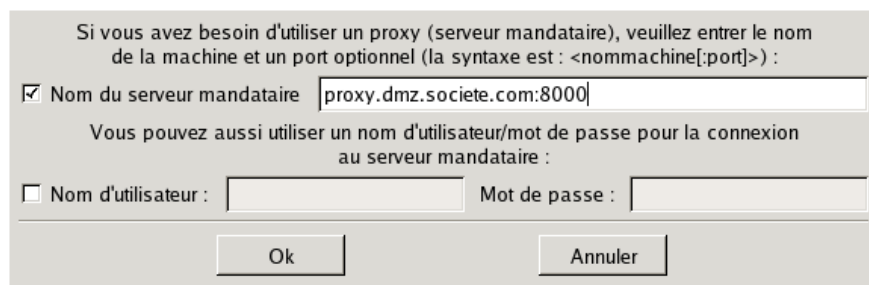 Si vous avez besoin d'utiliser un proxy (serveur mandataire), veuillez entrer le nom
de la machine et un port optionnel (la syntaxe est : <nommachine[:port]>) :
Nom du serveur mandataire proxy.dmz.societe.com:8000
Vous pouvez aussi utiliser un nom d'utilisateur/mot de passe pour la connexion
au serveur mandataire :
Nom d'utilisateur : Mot de passe :
Ok Annuler